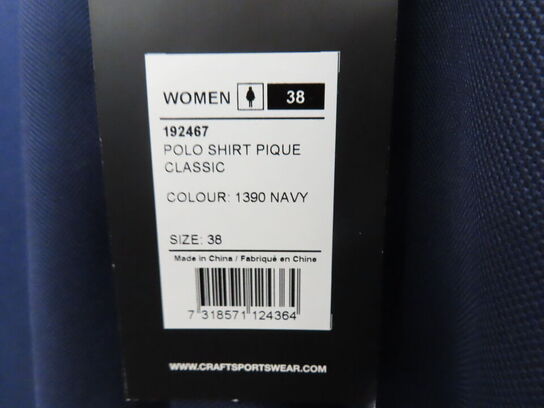 WOMEN 38
192467
POLO SHIRT PIQUE
CLASSIC
COLOUR: 1390 NAVY
SIZE: 38
Made in China / Fabriqué en Chine
7 318571 124364
WWW.CRAFTSPORTSWEAR.COM